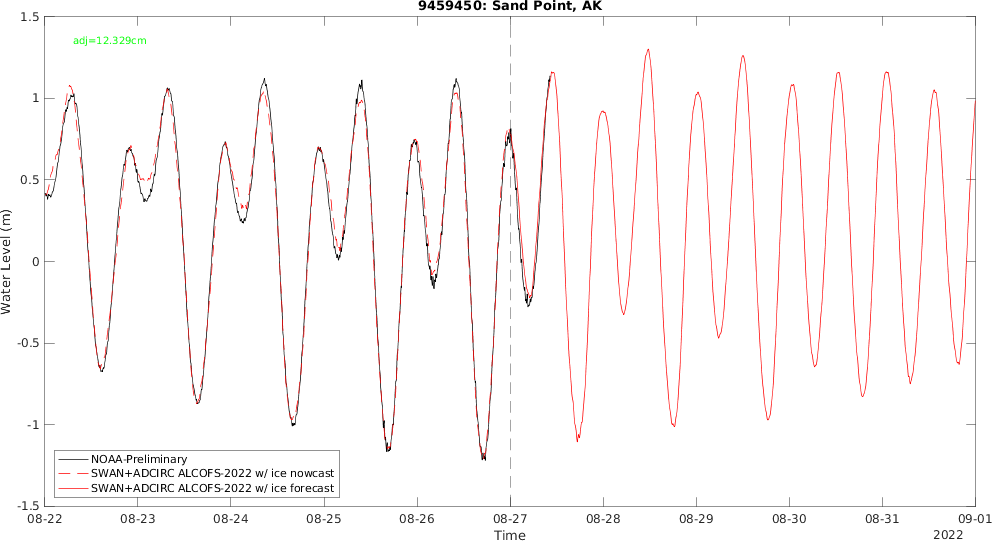 9459450: Sand Point, AK
adj=12.329cm
1.5
1
0.5
0
-0.5
-1
-1.5
Water Level (m)
NOAA-Preliminary
SWAN+ADCIRC ALCOFS-2022 w/ ice nowcast
SWAN+ADCIRC ALCOFS-2022 w/ ice forecast
08-22 08-23 08-24 08-25 08-26 08-27 08-28 08-29 08-30 08-31 09-01
Time
2022